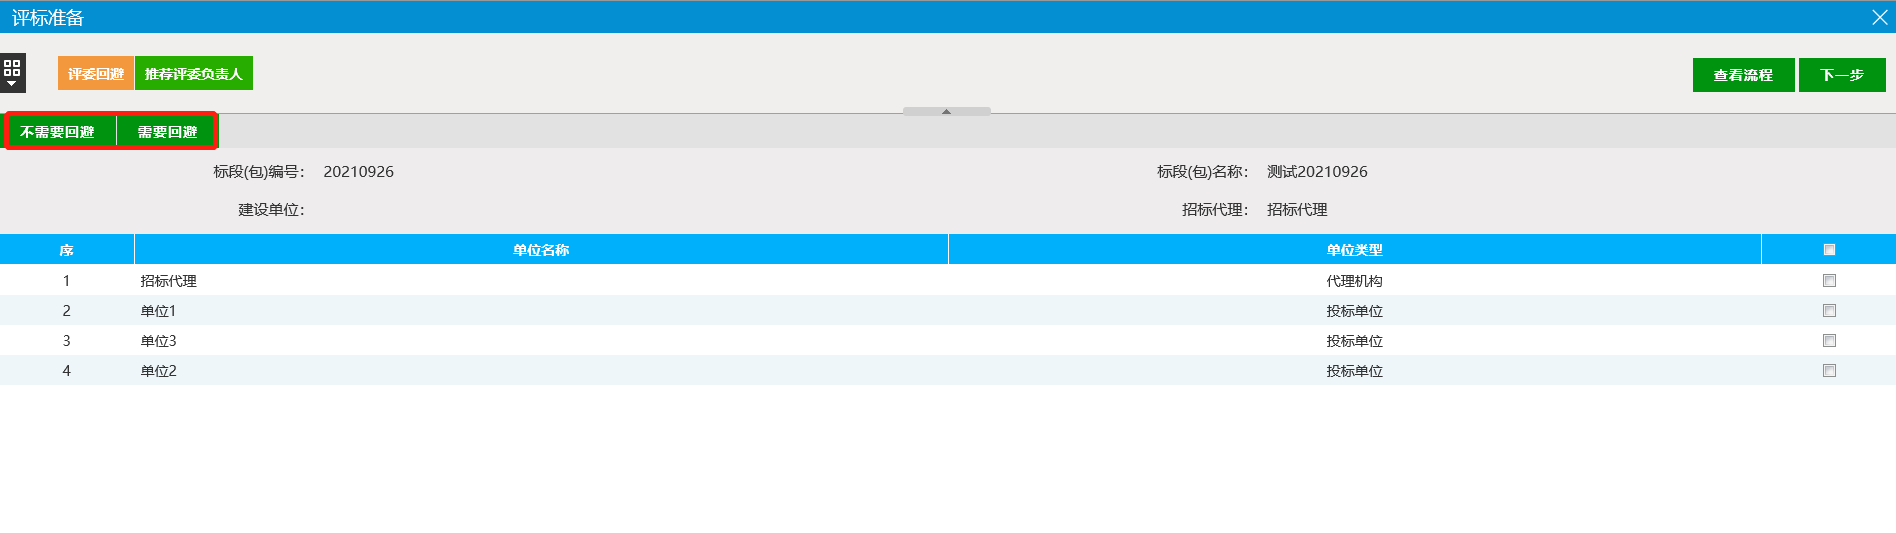 评标准备
评委回避 推荐评委负责人 查看流程 下一步
不需要回避 需要回避
标段(包)编号： 20210926 标段(包)名称： 测试20210926
建设单位： 招标代理： 招标代理
序 单位名称 单位类型
1 招标代理 代理机构
2 单位1 投标单位
3 单位3 投标单位
4 单位2 投标单位